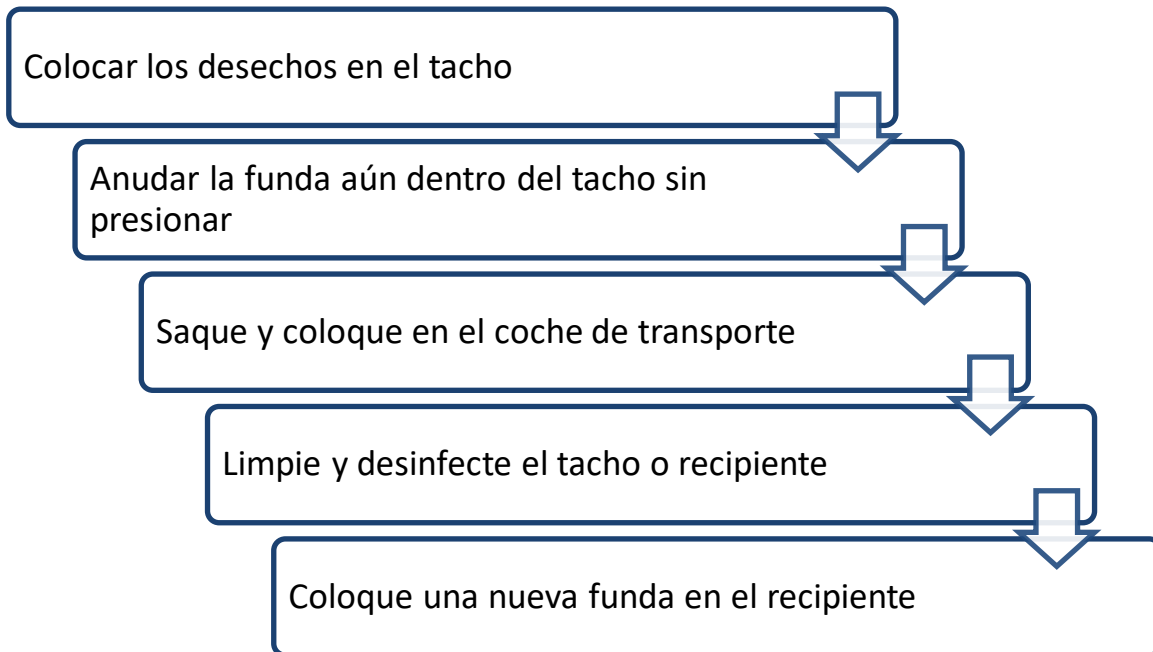 Colocar los desechos en el tacho
Anudar la funda aún dentro del tacho sin
presionar
Saque y coloque en el coche de transporte
Limpie y desinfecte el tacho o recipiente
Coloque una nueva funda en el recipiente